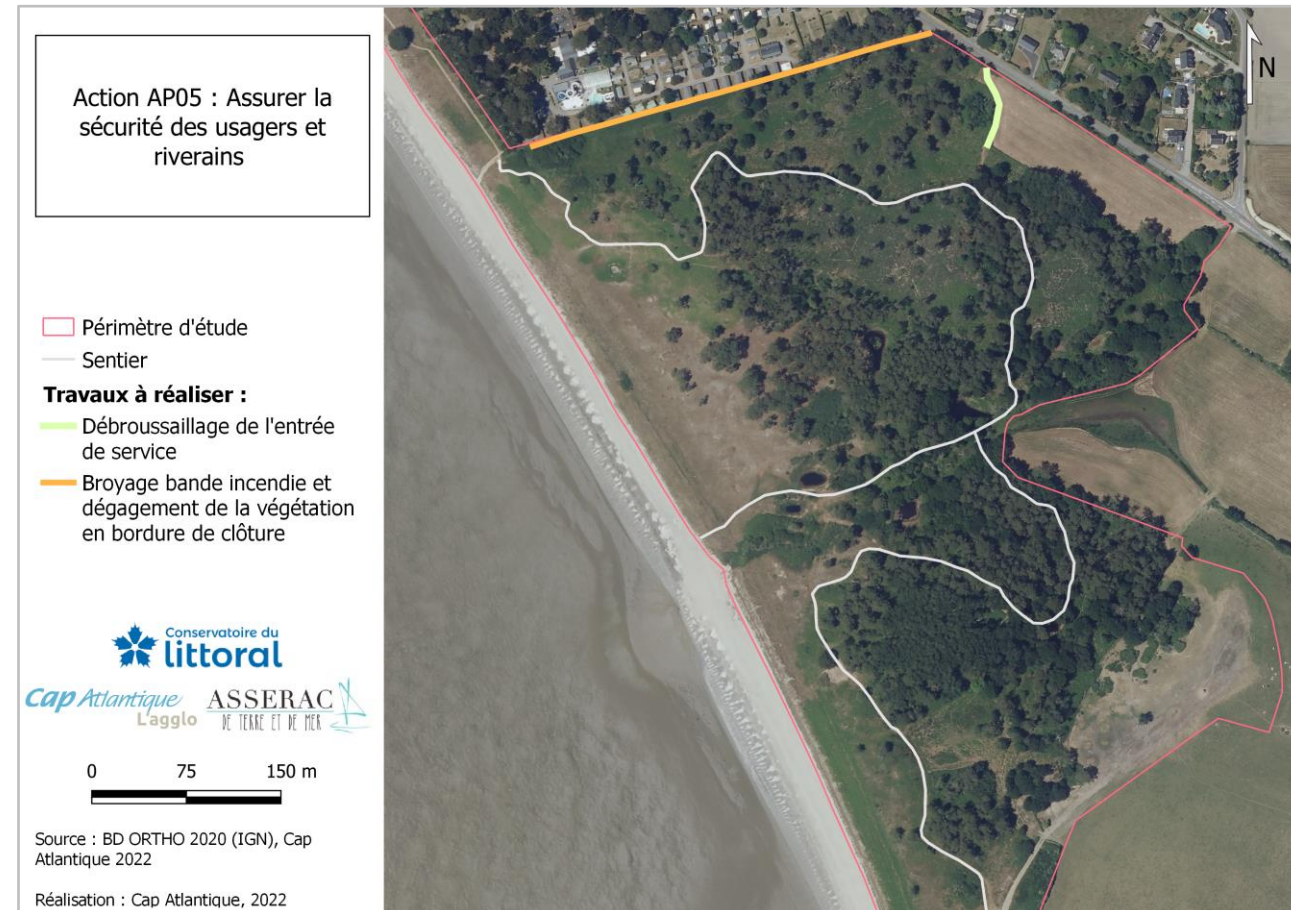 Action AP05 : Assurer la
sécurité des usagers et
riverains
N
Périmètre d'étude
Sentier
Travaux à réaliser :
Débroussaillage de l'entrée
de service
Broyage bande incendie et
dégagement de la végétation
en bordure de clôture
Conservatoire du
littoral
Cap Atlantique
L'agglo
ASSERAC
DE TERRE ET DE MER
0 75 150 m
Source : BD ORTHO 2020 (IGN), Cap
Atlantique 2022
Réalisation : Cap Atlantique, 2022